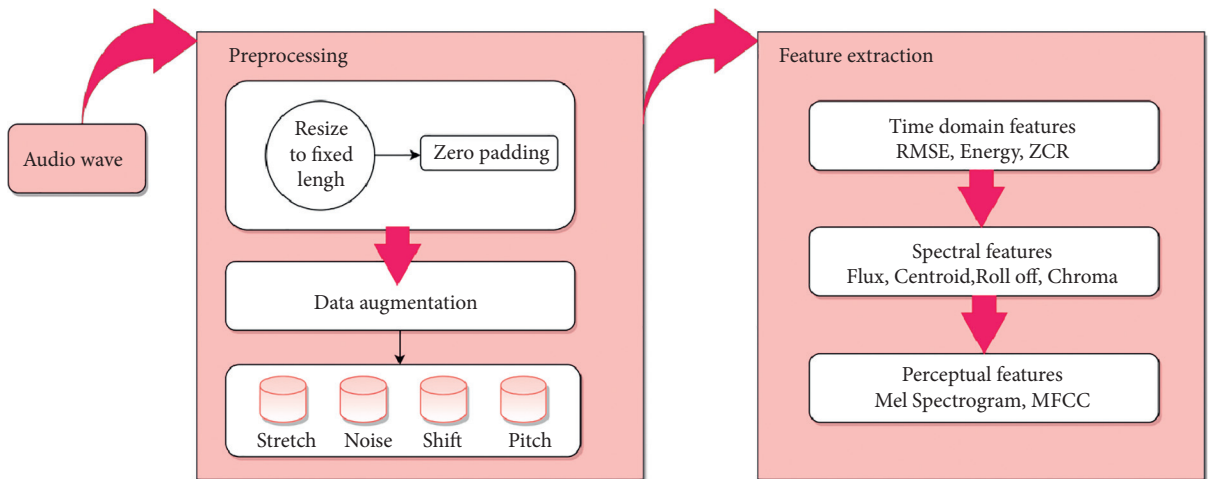 Audio wave
Preprocessing
Resize
to fixed
lengh
Zero padding
Data augmentation
Stretch
Noise
Shift
Pitch
Feature extraction
Time domain features
RMSE, Energy, ZCR
Spectral features
Flux, Centroid,Roll off, Chroma
Perceptual features
Mel Spectrogram, MFCC